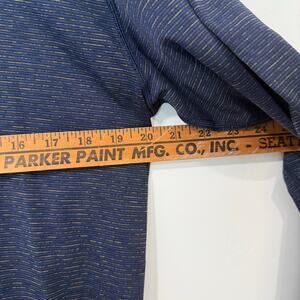 16 17 18 19 20 21 22 23 24
PARKER PAINT MFG. CO., INC. - SEAT